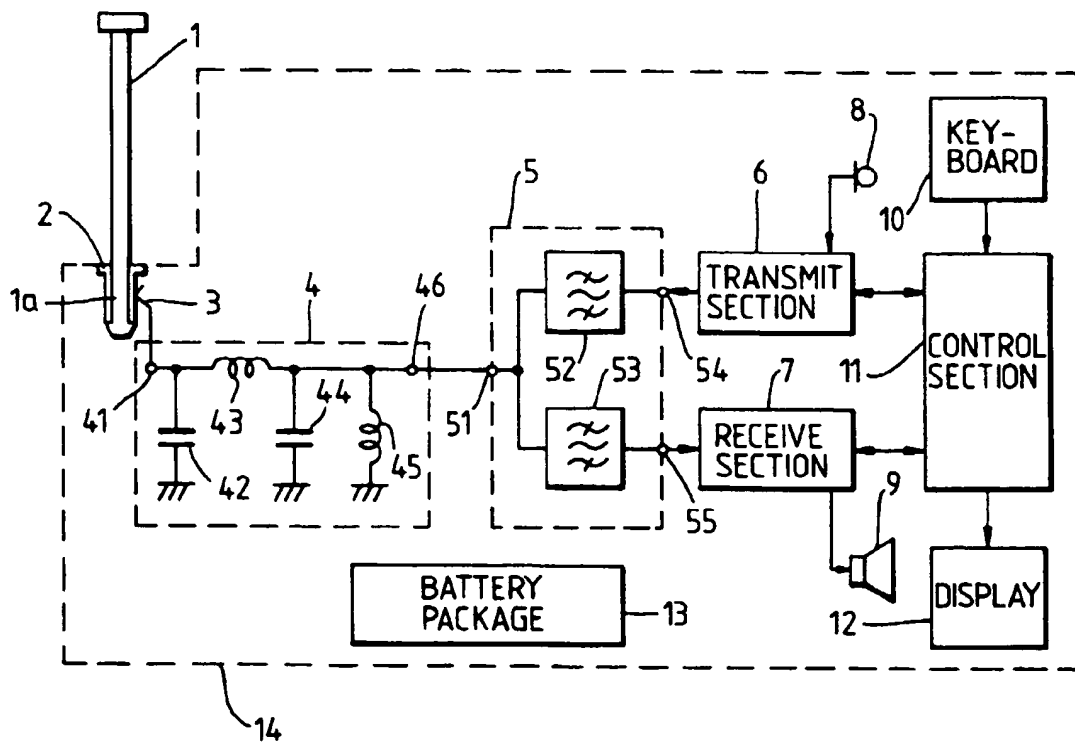 1
8
KEY-
BOARD
10
5
6
2
1a
3
4
46
TRANSMIT
SECTION
52
54
53
7
11
CONTROL
SECTION
41
43
44
51
RECEIVE
SECTION
42
45
55
9
BATTERY
PACKAGE
13
12
DISPLAY
14